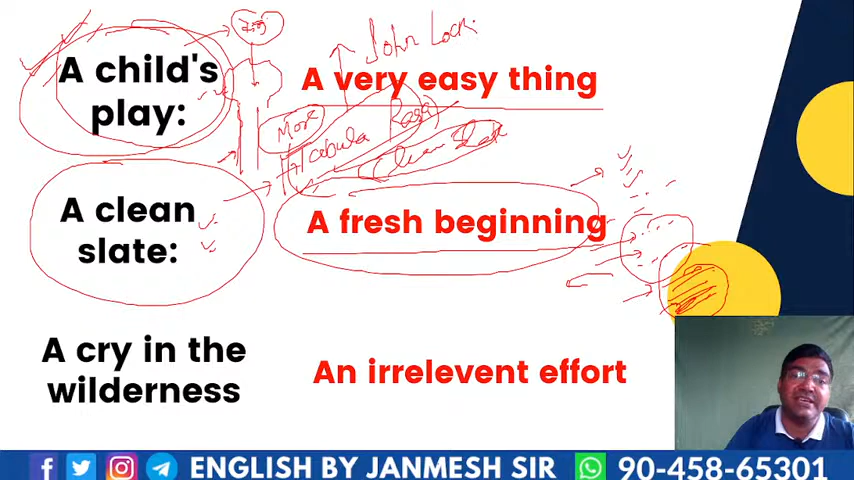 John Lock.
A child's
play:
A very easy thing
More
Tabula Rasa
Clean Slate
A clean
slate:
A fresh beginning
A cry in the
wilderness
An irrelevent effort
ENGLISH BY JANMESH SIR
90-458-65301